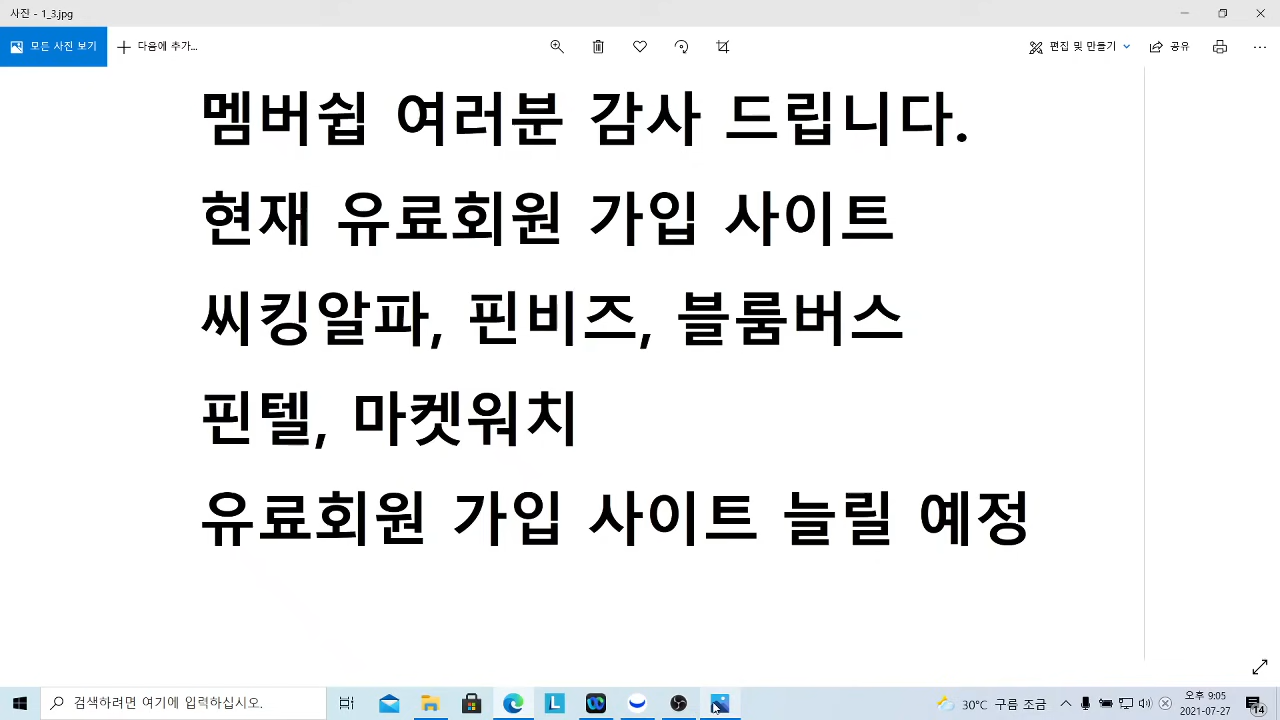 사진 - 1_3.jpg
모든 사진 보기
다음에 추가...
편집 및 만들기
공유
멤버쉽 여러분 감사 드립니다.
현재 유료회원 가입 사이트
씨킹알파, 핀비즈, 블룸버스
핀텔, 마켓워치
유료회원 가입 사이트 늘릴 예정
검색하려면 여기에 입력하십시오.
L
30℃ 구름 조금
오후 9:05
2021-07-27
14